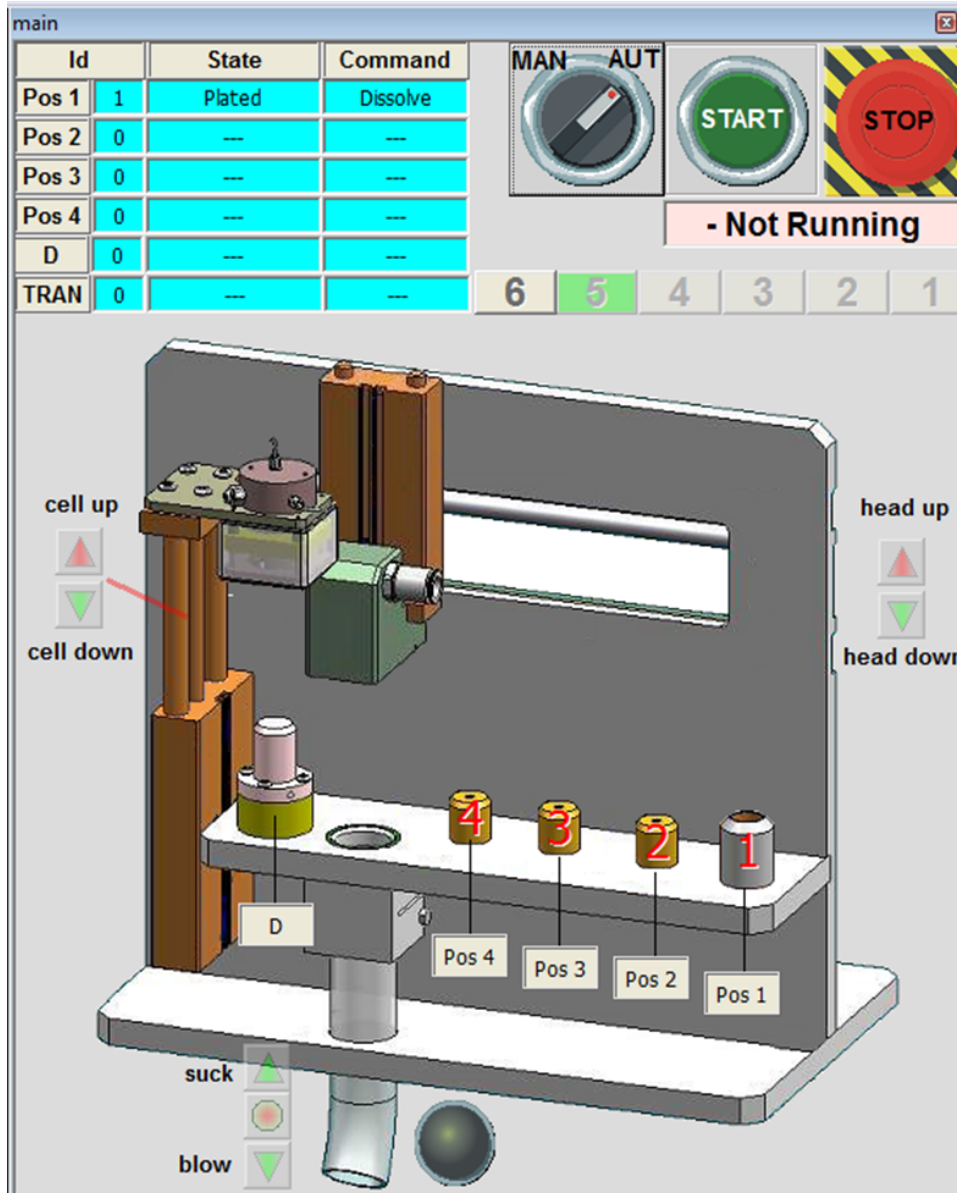 main
Id State Command
Pos 1 1 Plated Dissolve
Pos 2 0 --- ---
Pos 3 0 --- ---
Pos 4 0 --- ---
D 0 --- ---
TRAN 0 --- ---
MAN AUT
START
STOP
- Not Running
6 5 4 3 2 1
cell up
cell down
head up
head down
4 3 2 1
D
Pos 4
Pos 3
Pos 2
Pos 1
suck
blow